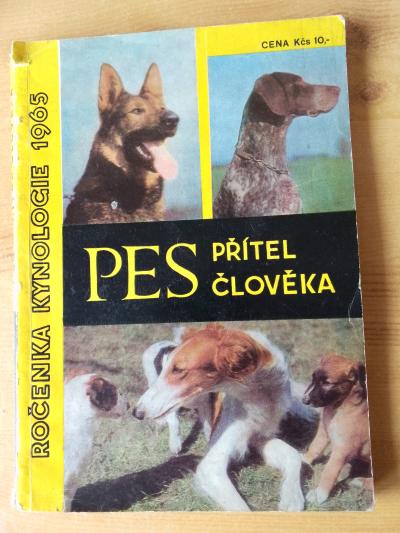 CENA Kčs 10,-
ROČENKA KYNOLOGIE 1965
PES
PŘÍTEL
ČLOVĚKA